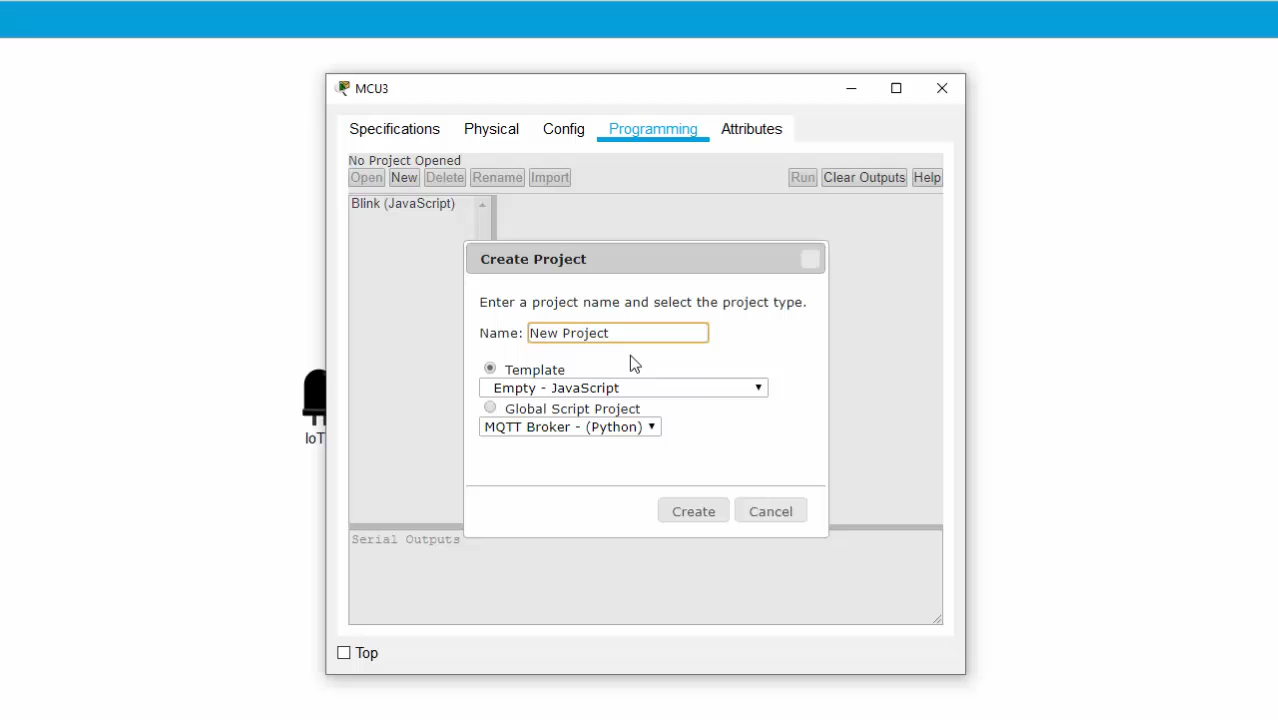 MCU3
Specifications Physical Config Programming Attributes
No Project Opened
Open New Delete Rename Import Run Clear Outputs Help
Blink (JavaScript)
Create Project
Enter a project name and select the project type.
Name: New Project
Template
Empty - JavaScript
Global Script Project
IoT
MQTT Broker - (Python)
Create Cancel
Serial Outputs
Top